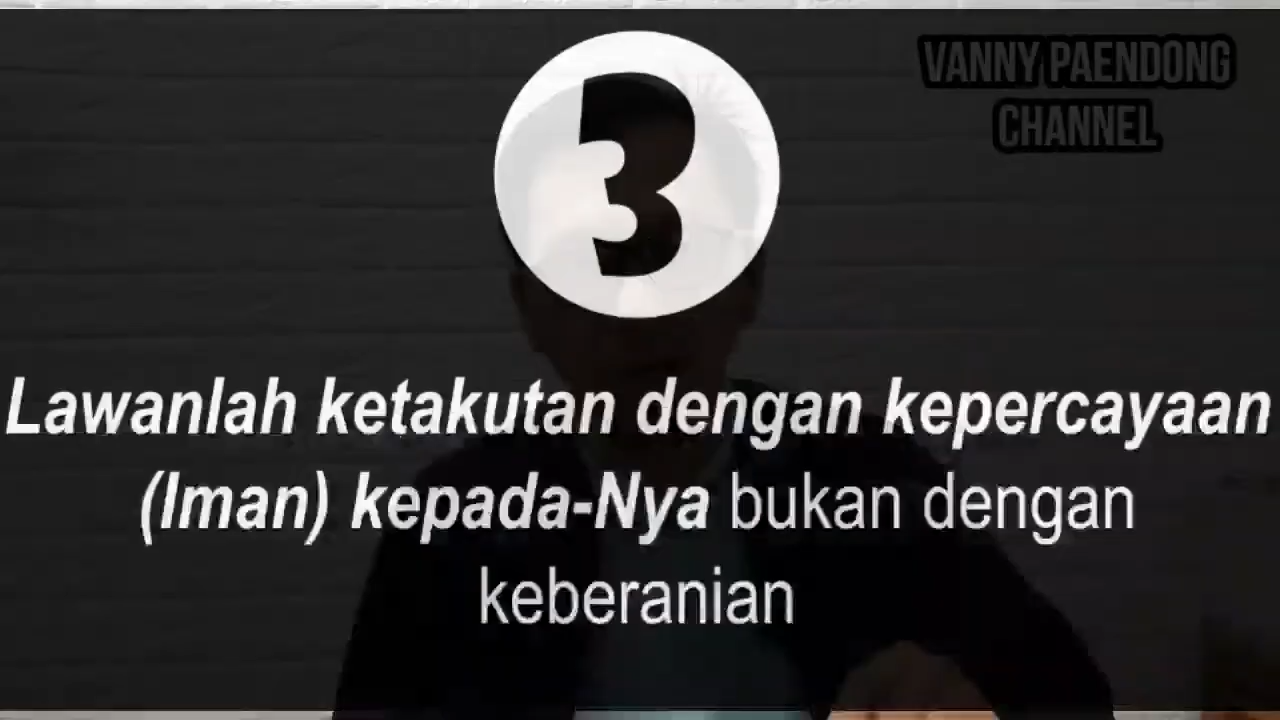 VANNY PAENDONG
CHANNEL
3
Lawanlah ketakutan dengan kepercayaan
(Iman) kepada-Nya bukan dengan
keberanian